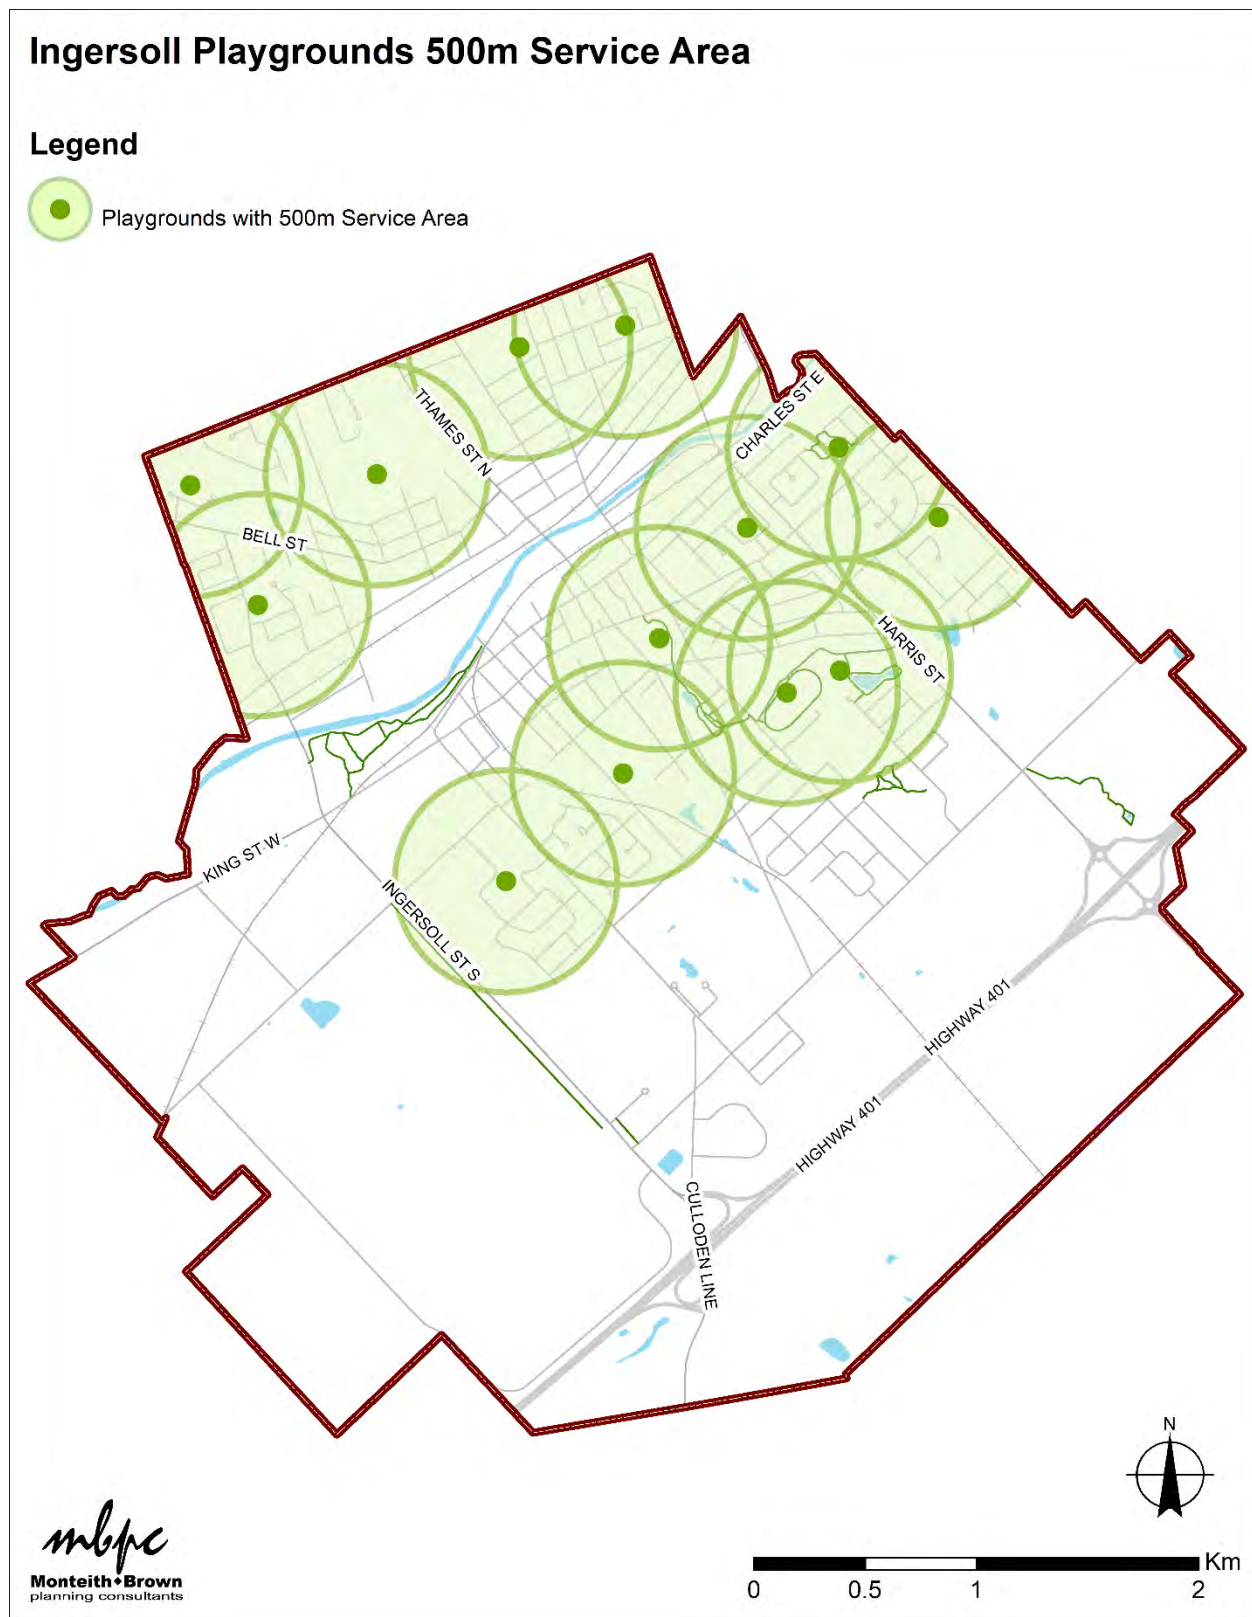 Ingersoll Playgrounds 500m Service Area
Legend
Playgrounds with 500m Service Area
THAMES ST N
CHARLES ST E
BELL ST
HARRIS ST
KING ST W
INGERSOLL ST S
HIGHWAY 401
HIGHWAY 401
CULLODEN LINE
N
mbpc
Monteith♦Brown
planning consultants
Km
0 0.5 1 2